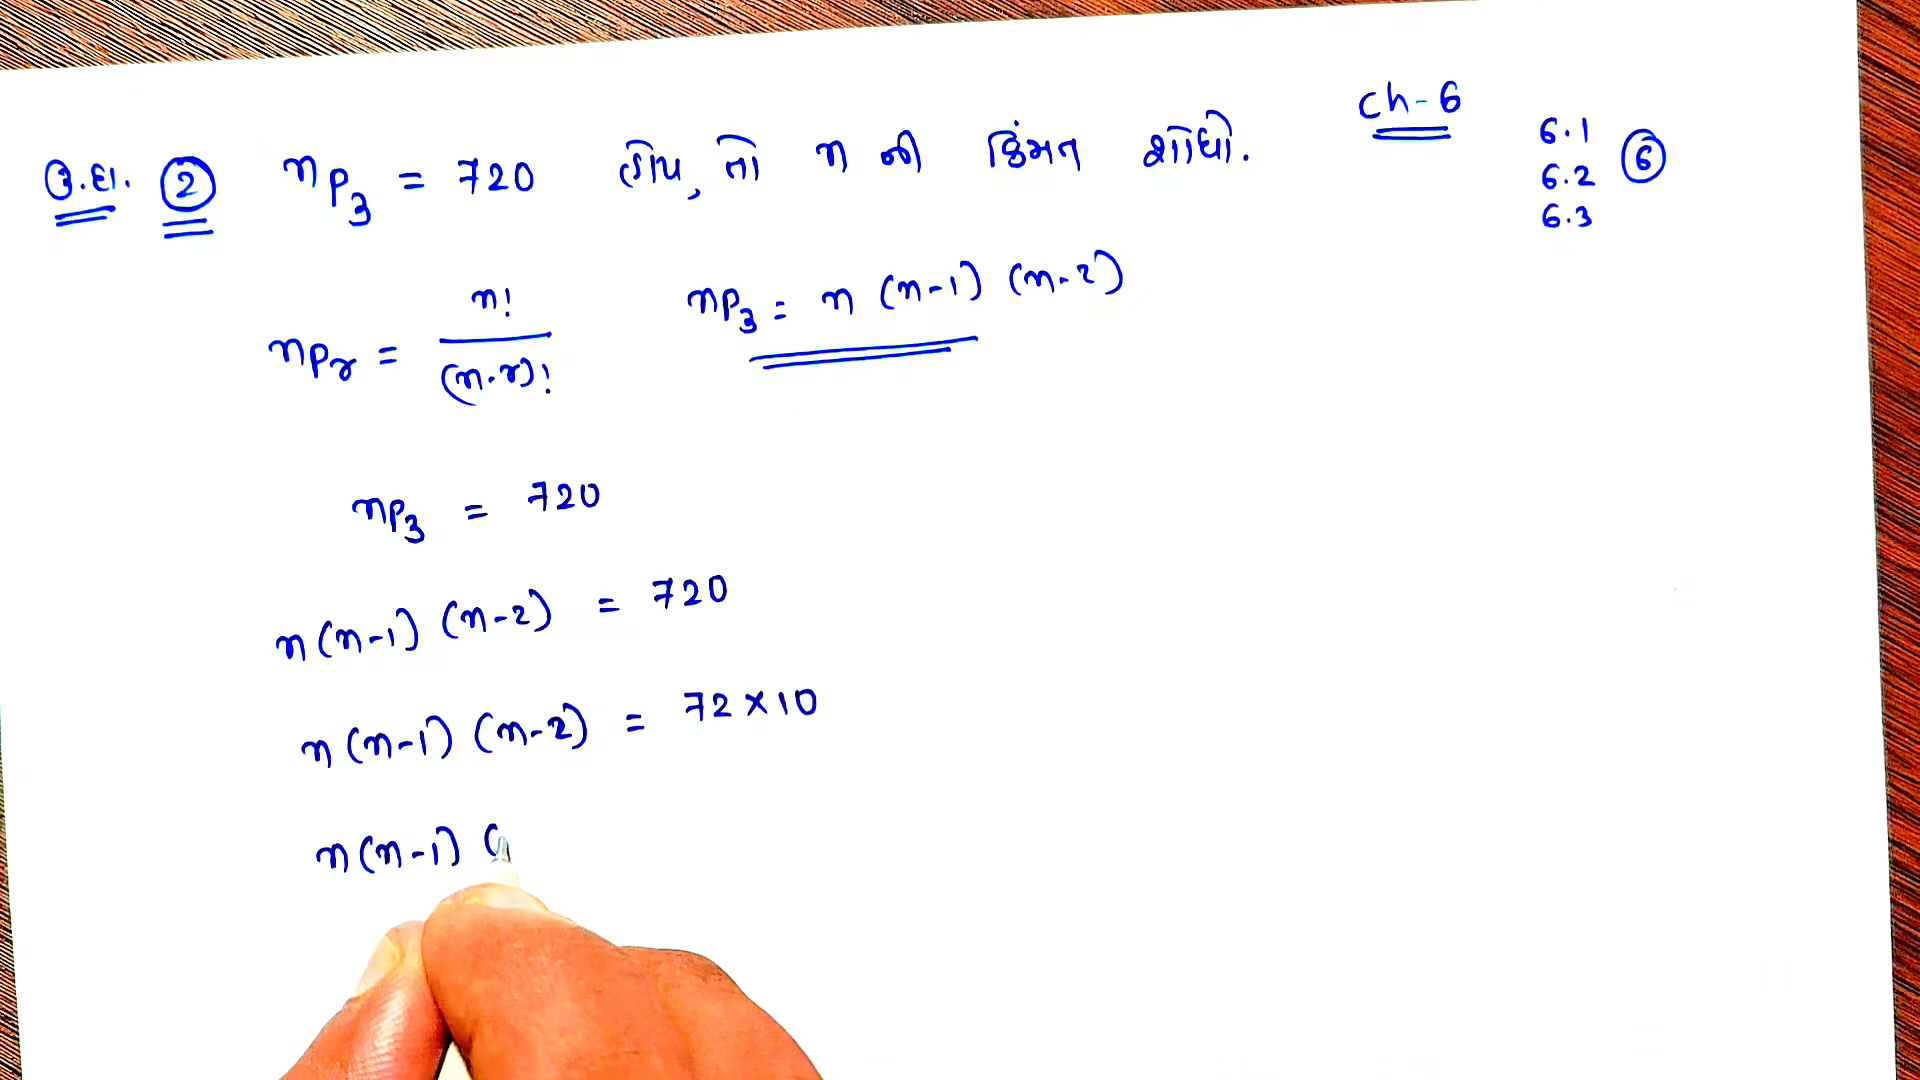 Ch-6
6.1
6.2 6
6.3
ઉ.દા. 2 nP3 = 720 હોય, તો n ની કિંમત શોધો.
nPr = n! / (n-r)!
nP3 = n (n-1) (n-2)
nP3 = 720
n(n-1) (n-2) = 720
n(n-1) (n-2) = 72×10
n(n-1) (